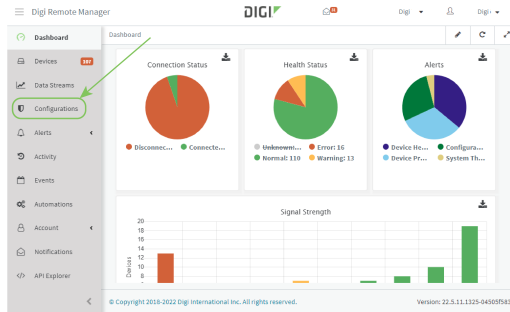 Digi Remote Manager
DIGI
Digi
Digi
Dashboard
Devices
Data Streams
Configurations
Alerts
Activity
Events
Automations
Account
Notifications
API Explorer
Dashboard
Connection Status
Disconnec...
Connecte...
Health Status
Unknown:...
Error: 16
Normal: 110
Warning: 13
Alerts
Device He...
Configura...
Device Pr...
System Th...
Signal Strength
Devices
20
18
16
14
12
10
8
6
© Copyright 2018-2022 Digi International Inc. All rights reserved.
Version: 22.5.11.1325-04505f583